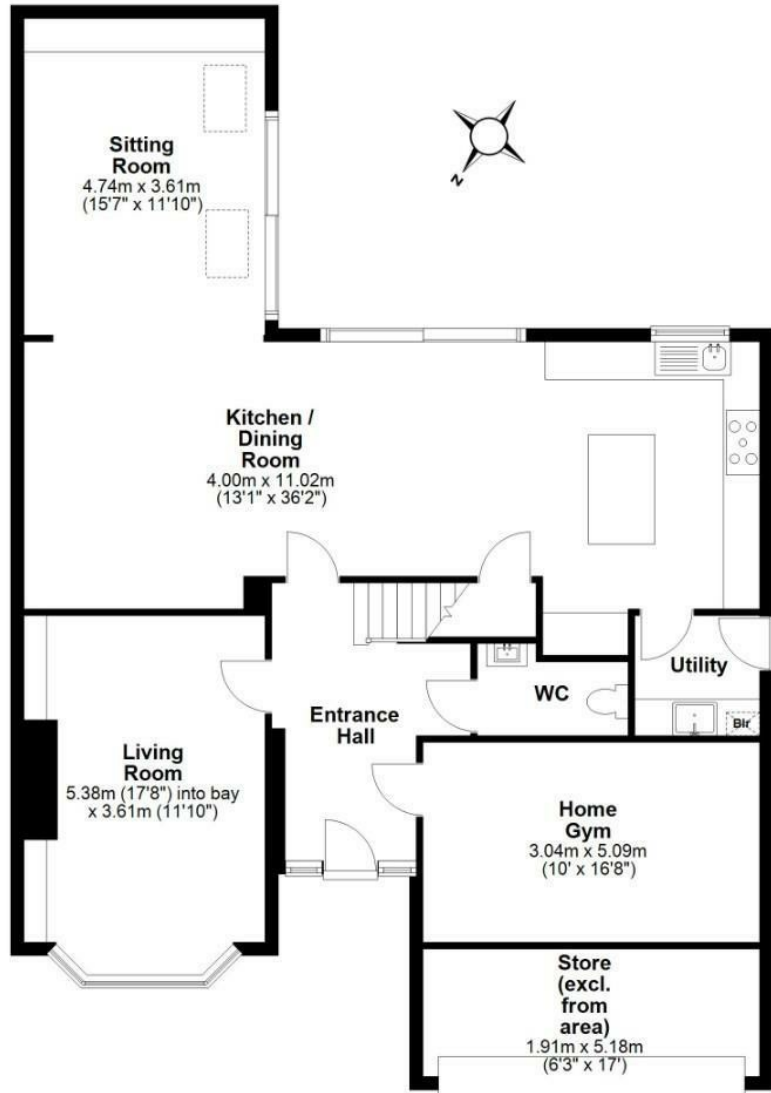 Sitting
Room
4.74m x 3.61m
(15'7" x 11'10")
N
Kitchen /
Dining
Room
4.00m x 11.02m
(13'1" x 36'2")
Utility
WC
Blr
Entrance
Hall
Living
Room
5.38m (17'8") into bay
x 3.61m (11'10")
Home
Gym
3.04m x 5.09m
(10' x 16'8")
Store
(excl.
from
area)
1.91m x 5.18m
(6'3" x 17')